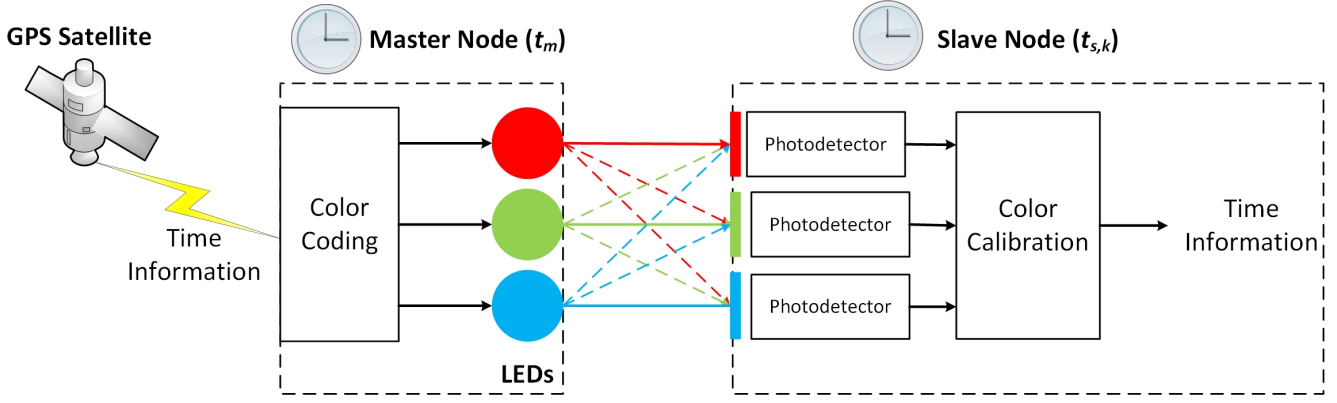 GPS Satellite
Master Node (tm)
Slave Node (ts,k)
Time
Information
Color
Coding
LEDs
Photodetector
Photodetector
Photodetector
Color
Calibration
Time
Information